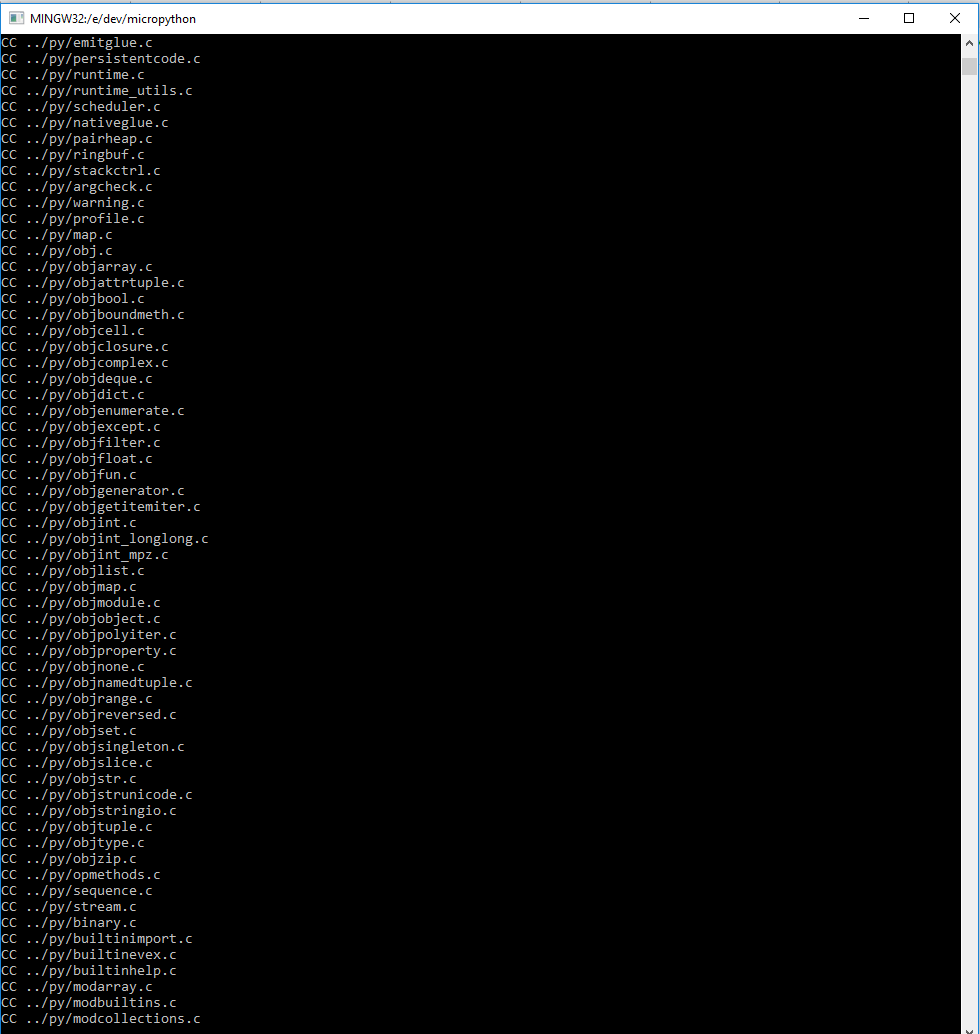 MINGW32:/e/dev/micropython
CC ../py/emitglue.c
CC ../py/persistentcode.c
CC ../py/runtime.c
CC ../py/runtime_utils.c
CC ../py/scheduler.c
CC ../py/nativeglue.c
CC ../py/pairheap.c
CC ../py/ringbuf.c
CC ../py/stackctrl.c
CC ../py/argcheck.c
CC ../py/warning.c
CC ../py/profile.c
CC ../py/map.c
CC ../py/obj.c
CC ../py/objarray.c
CC ../py/objattrtuple.c
CC ../py/objbool.c
CC ../py/objboundmeth.c
CC ../py/objcell.c
CC ../py/objclosure.c
CC ../py/objcomplex.c
CC ../py/objdeque.c
CC ../py/objdict.c
CC ../py/objenumerate.c
CC ../py/objexcept.c
CC ../py/objfilter.c
CC ../py/objfloat.c
CC ../py/objfun.c
CC ../py/objgenerator.c
CC ../py/objgetitemiter.c
CC ../py/objint.c
CC ../py/objint_longlong.c
CC ../py/objint_mpz.c
CC ../py/objlist.c
CC ../py/objmap.c
CC ../py/objmodule.c
CC ../py/objobject.c
CC ../py/objpolyiter.c
CC ../py/objproperty.c
CC ../py/objnone.c
CC ../py/objnamedtuple.c
CC ../py/objrange.c
CC ../py/objreversed.c
CC ../py/objset.c
CC ../py/objsingleton.c
CC ../py/objslice.c
CC ../py/objstr.c
CC ../py/objstrunicode.c
CC ../py/objstringio.c
CC ../py/objtuple.c
CC ../py/objtype.c
CC ../py/objzip.c
CC ../py/opmethods.c
CC ../py/sequence.c
CC ../py/stream.c
CC ../py/binary.c
CC ../py/builtinimport.c
CC ../py/builtinevex.c
CC ../py/builtinhelp.c
CC ../py/modarray.c
CC ../py/modbuiltins.c
CC ../py/modcollections.c